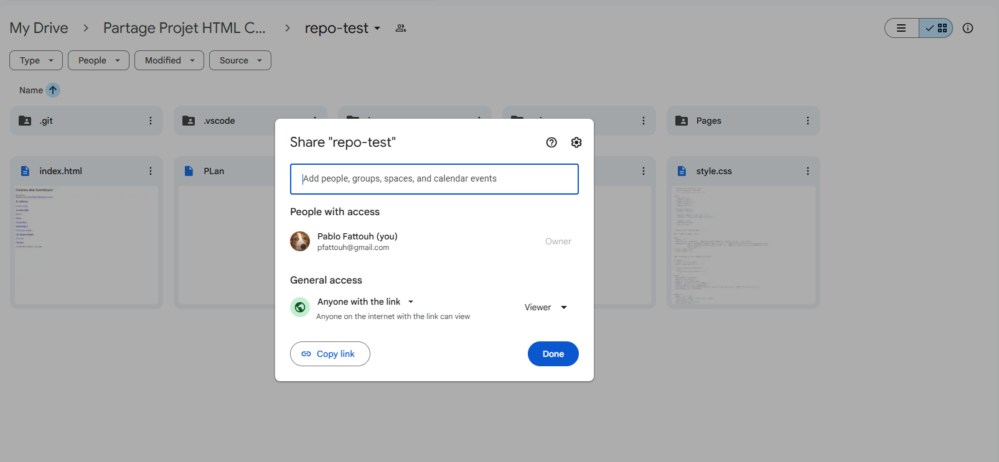 My Drive > Partage Projet HTML C... > repo-test
Type People Modified Source
Name
.git .vscode Pages
Share "repo-test"
index.html PLan style.css
Cinema des Carrefours
Add people, groups, spaces, and calendar events
People with access
Pablo Fattouh (you)
Owner
pfattouh@gmail.com
General access
Anyone with the link
Viewer
Anyone on the internet with the link can view
Copy link Done